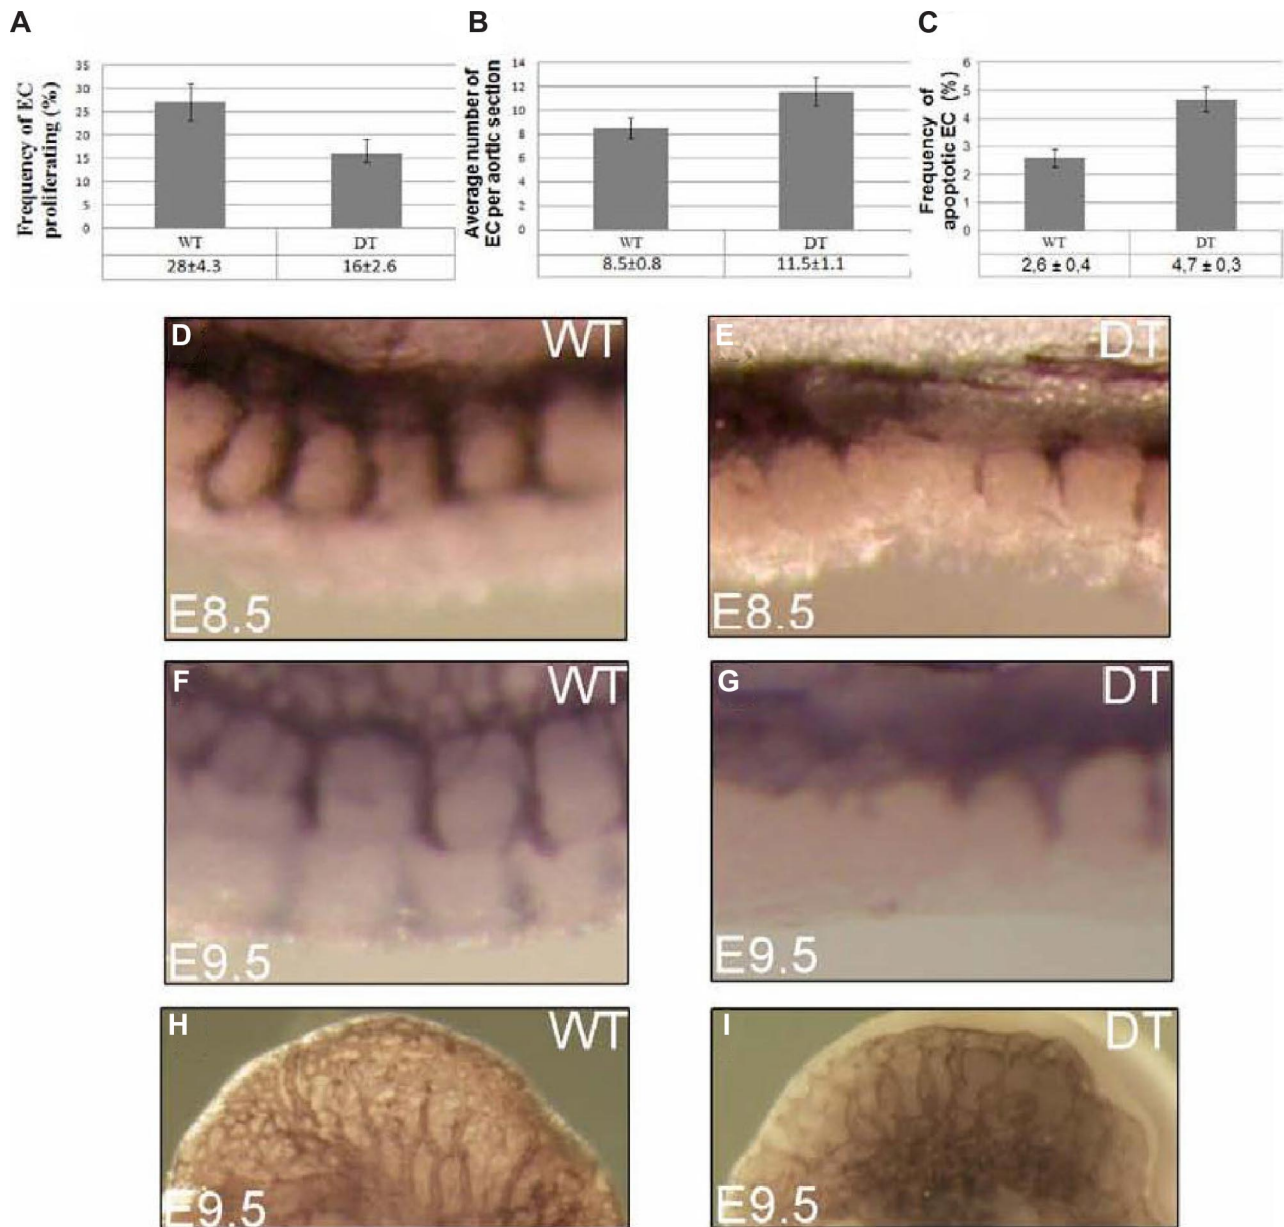 A
Frequency of EC
proliferating (%)
35
30
25
20
15
10
5
0
WT DT
28±4.3 16±2.6
B
Average number of
EC per aortic section
14
12
10
8
6
4
2
0
WT DT
8.5±0.8 11.5±1.1
C
Frequency of
apoptotic EC (%)
6
5
4
3
2
1
0
WT DT
2,6 ± 0,4 4,7 ± 0,3
D WT
E8.5
E DT
E8.5
F WT
E9.5
G DT
E9.5
H WT
E9.5
I DT
E9.5